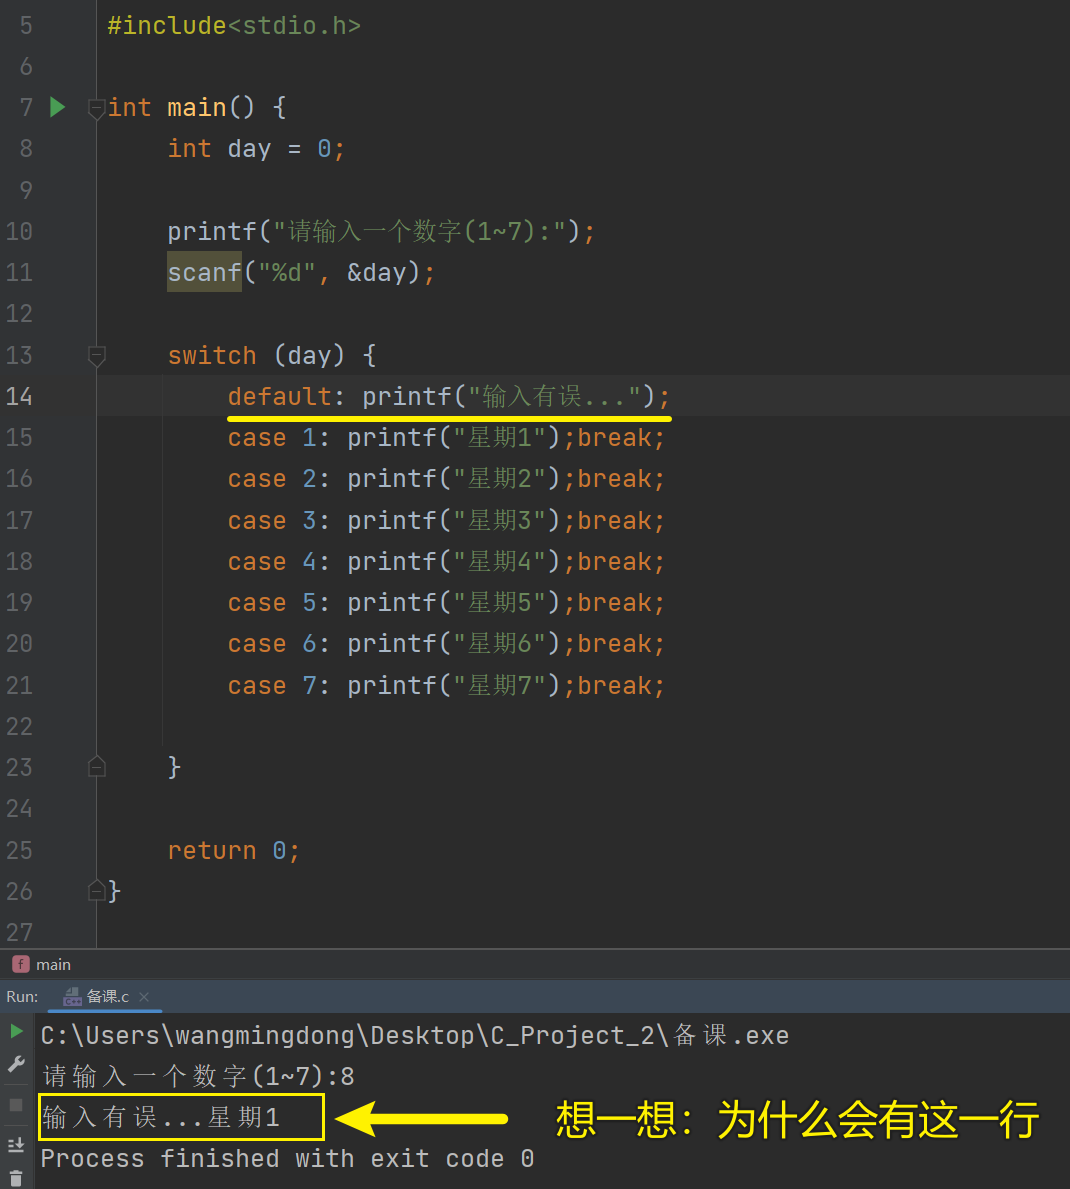 5 #include<stdio.h>
6
7 int main() {
8 int day = 0;
9
10 printf("请输入一个数字(1~7):");
11 scanf("%d", &day);
12
13 switch (day) {
14 default: printf("输入有误...");
15 case 1: printf("星期1");break;
16 case 2: printf("星期2");break;
17 case 3: printf("星期3");break;
18 case 4: printf("星期4");break;
19 case 5: printf("星期5");break;
20 case 6: printf("星期6");break;
21 case 7: printf("星期7");break;
22
23 }
24
25 return 0;
26 }
27
f main
Run: 备课.c
C:\Users\wangmingdong\Desktop\C_Project_2\备课.exe
请输入一个数字(1~7):8
输入有误...星期1 想一想：为什么会有这一行
Process finished with exit code 0